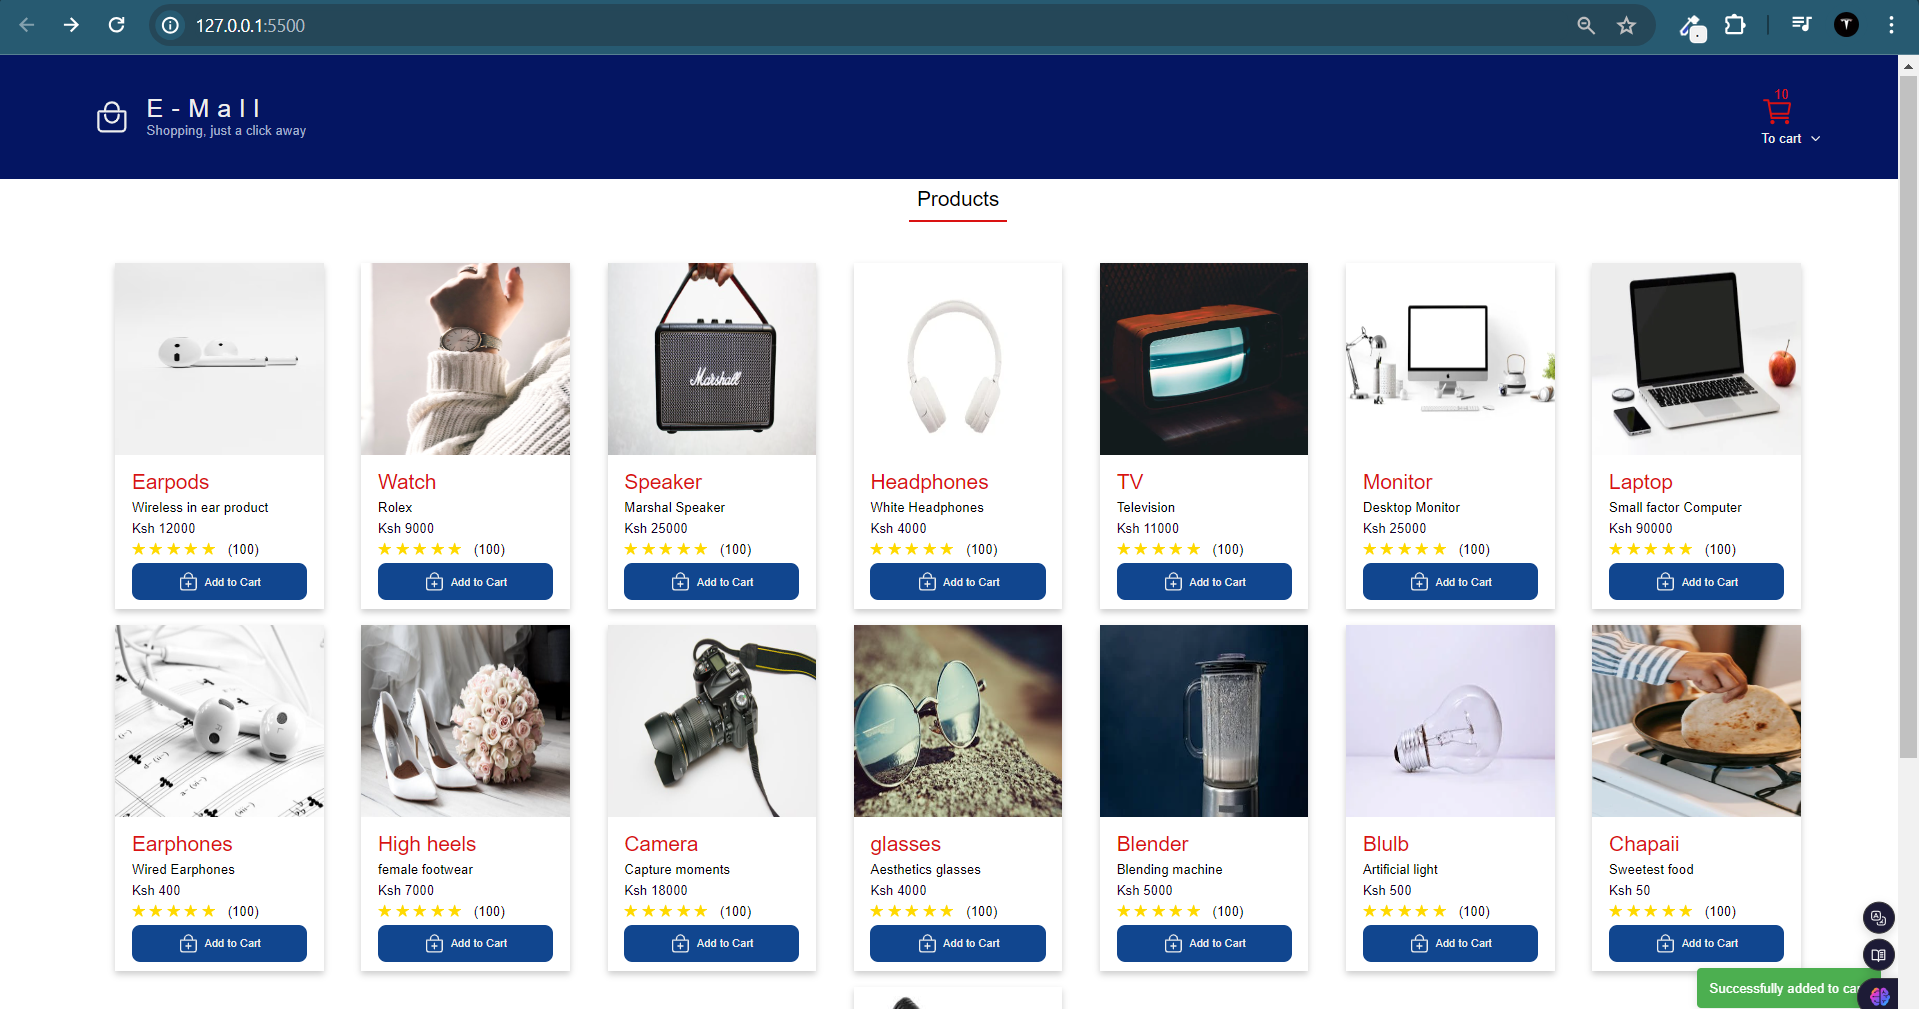 127.0.0.1:5500
E-Mall
Shopping, just a click away
10
To cart
Products
Marshall
Earpods
Wireless in ear product
Ksh 12000
★★★★★ (100)
Add to Cart
Watch
Rolex
Ksh 9000
★★★★★ (100)
Add to Cart
Speaker
Marshal Speaker
Ksh 25000
★★★★★ (100)
Add to Cart
Headphones
White Headphones
Ksh 4000
★★★★★ (100)
Add to Cart
TV
Television
Ksh 11000
★★★★★ (100)
Add to Cart
Monitor
Desktop Monitor
Ksh 25000
★★★★★ (100)
Add to Cart
Laptop
Small factor Computer
Ksh 90000
★★★★★ (100)
Add to Cart
Earphones
Wired Earphones
Ksh 400
★★★★★ (100)
Add to Cart
High heels
female footwear
Ksh 7000
★★★★★ (100)
Add to Cart
Camera
Capture moments
Ksh 18000
★★★★★ (100)
Add to Cart
glasses
Aesthetics glasses
Ksh 4000
★★★★★ (100)
Add to Cart
Blender
Blending machine
Ksh 5000
★★★★★ (100)
Add to Cart
Blulb
Artificial light
Ksh 500
★★★★★ (100)
Add to Cart
Chapaii
Sweetest food
Ksh 50
★★★★★ (100)
Add to Cart
Successfully added to ca